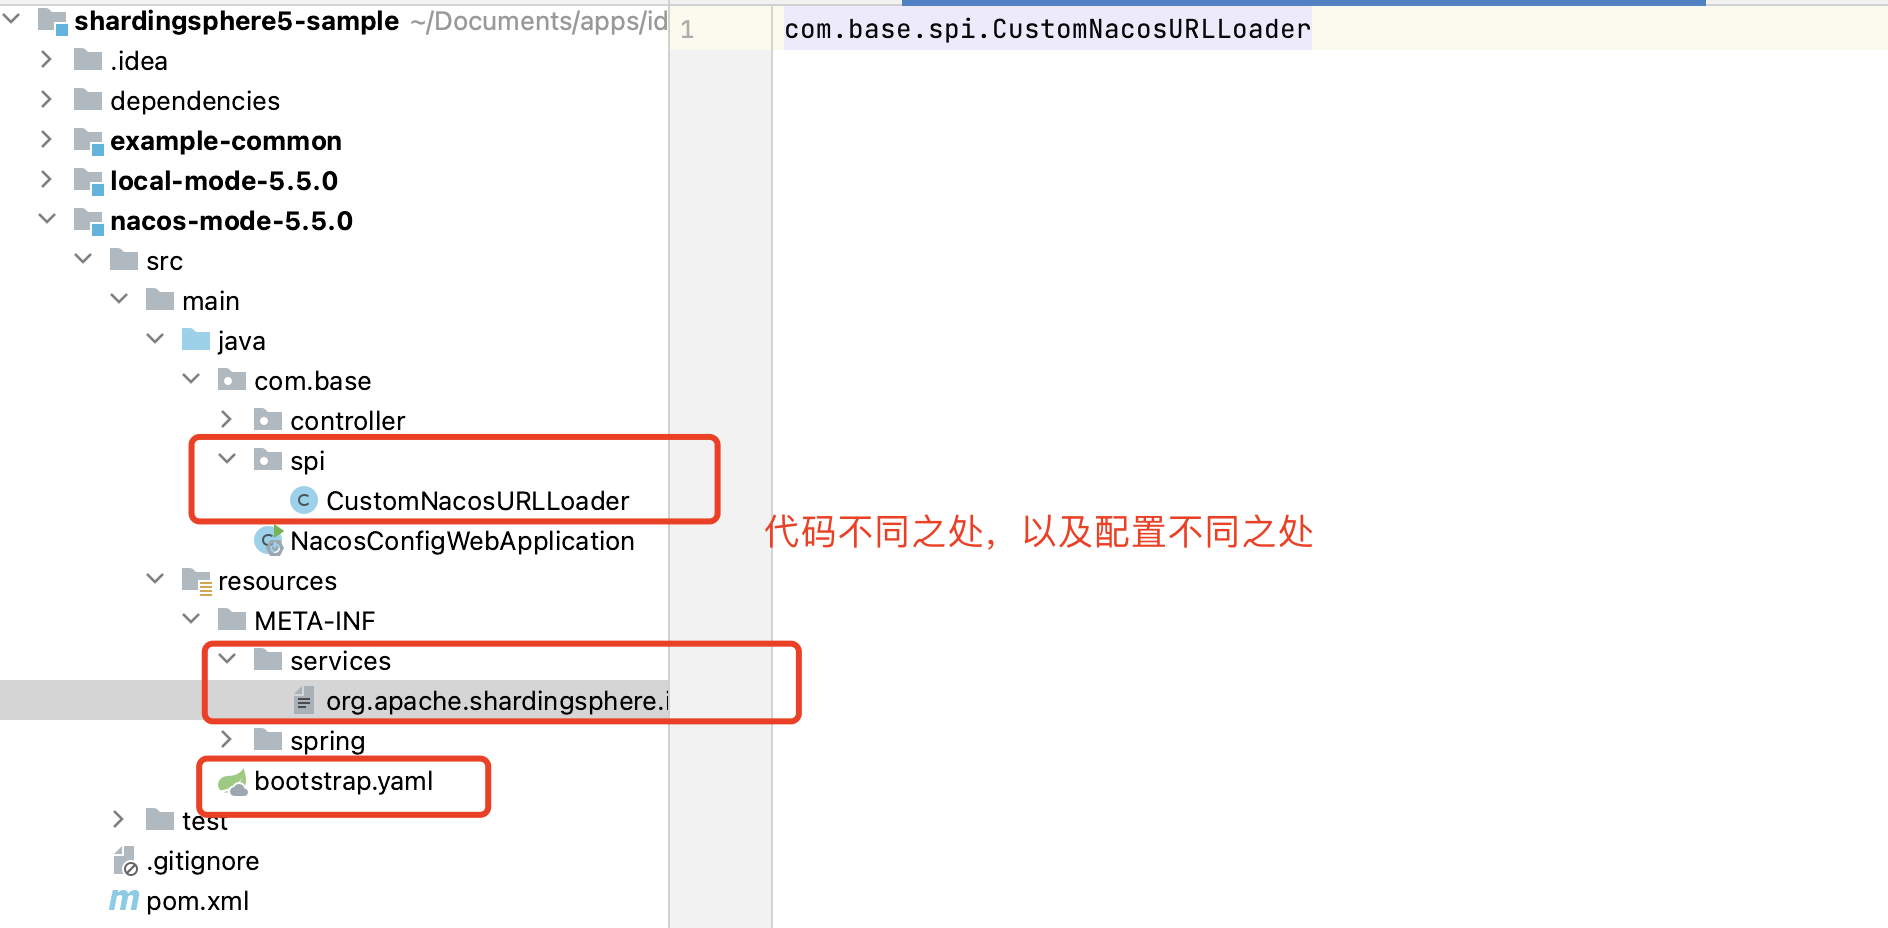 shardingsphere5-sample ~/Documents/apps/id
.idea
dependencies
example-common
local-mode-5.5.0
nacos-mode-5.5.0
src
main
java
com.base
controller
spi
CustomNacosURLLoader
NacosConfigWebApplication
resources
META-INF
services
org.apache.shardingsphere.i
spring
bootstrap.yaml
test
.gitignore
pom.xml
1 com.base.spi.CustomNacosURLLoader
代码不同之处，以及配置不同之处